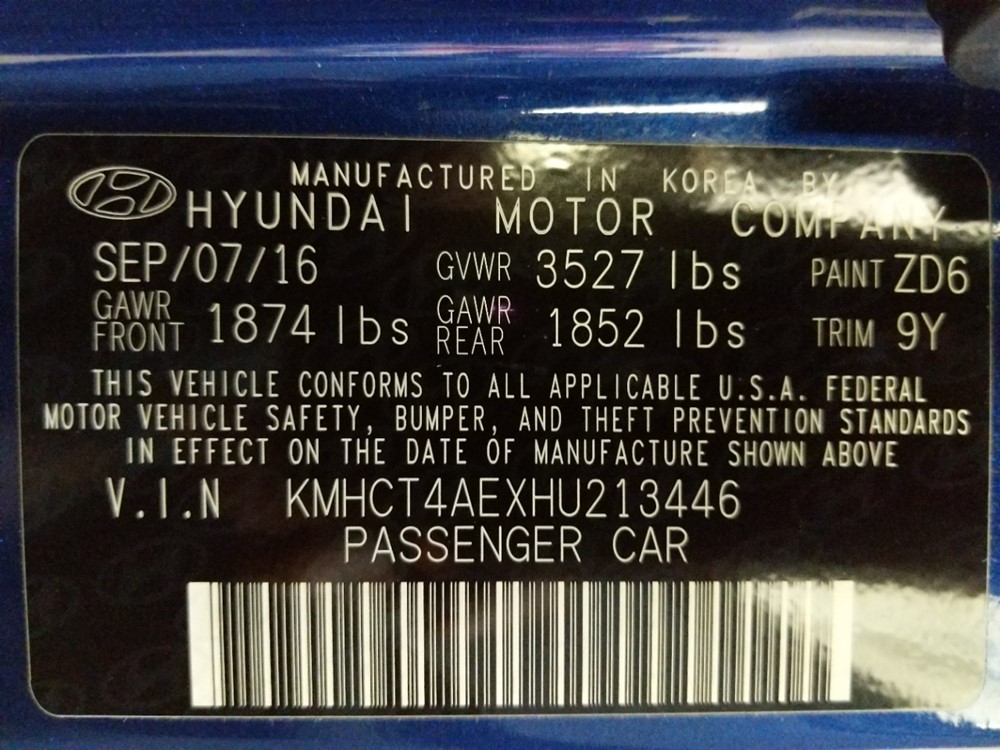 MANUFACTURED IN KOREA BY
HYUNDAI MOTOR COMPANY
SEP/07/16 GVWR 3527 lbs PAINT ZD6
GAWR FRONT 1874 lbs GAWR REAR 1852 lbs TRIM 9Y
THIS VEHICLE CONFORMS TO ALL APPLICABLE U.S.A. FEDERAL
MOTOR VEHICLE SAFETY, BUMPER, AND THEFT PREVENTION STANDARDS
IN EFFECT ON THE DATE OF MANUFACTURE SHOWN ABOVE
V.I.N KMHCT4AEXHU213446
PASSENGER CAR